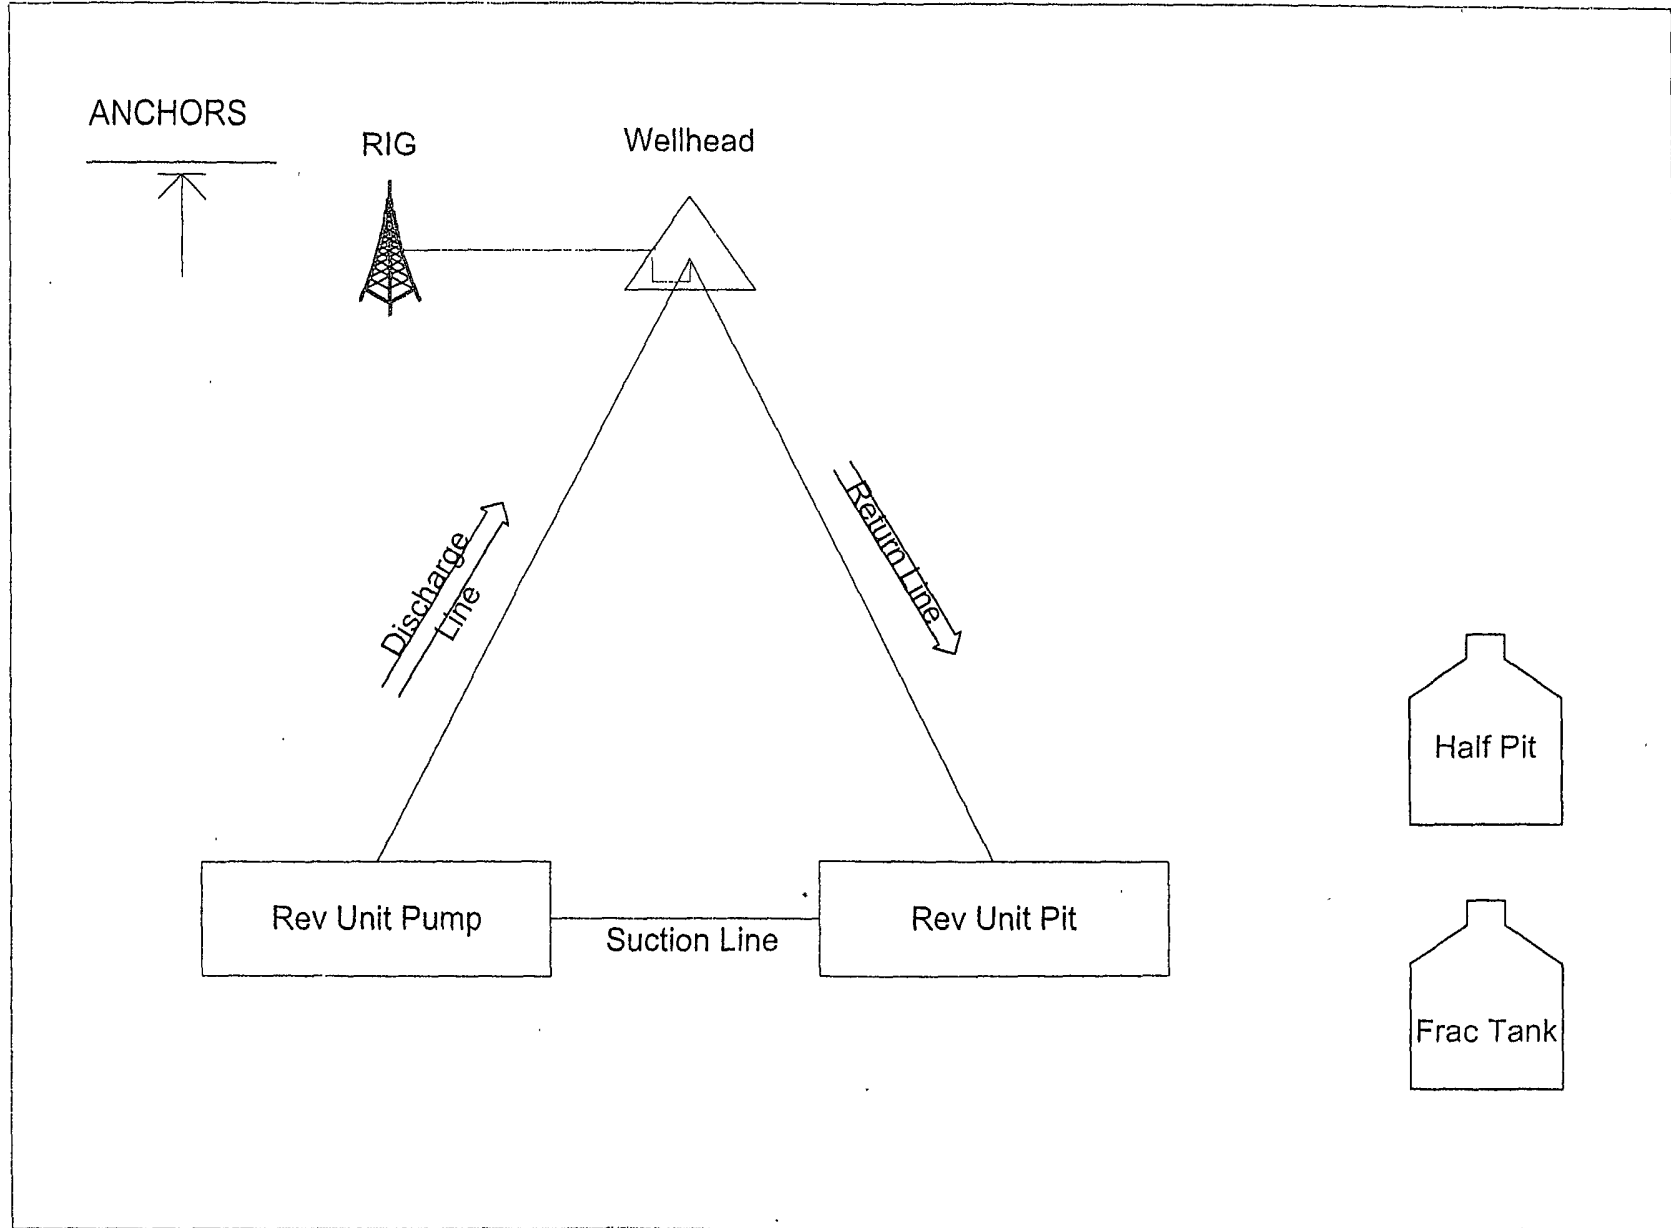 ANCHORS
RIG
Wellhead
Discharge
Line
Return Line
Half Pit
Rev Unit Pump
Suction Line
Rev Unit Pit
Frac Tank